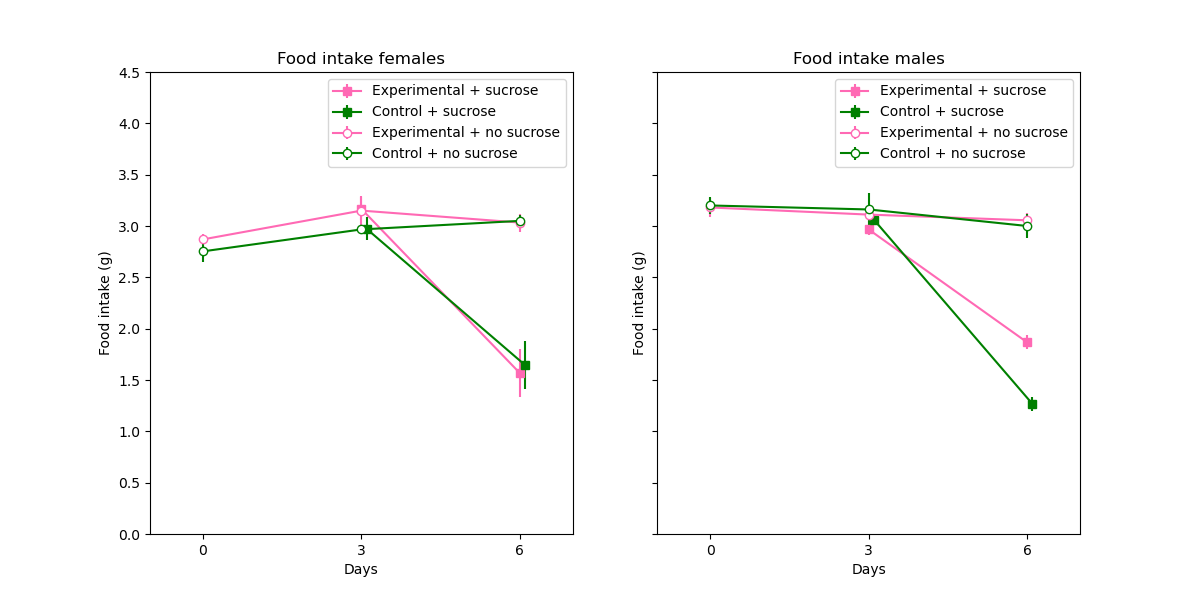 Food intake females
4.5
4.0
3.5
3.0
2.5
2.0
1.5
1.0
0.5
0.0
Food intake (g)
Experimental + sucrose
Control + sucrose
Experimental + no sucrose
Control + no sucrose
0 3 6
Days
Food intake males
Food intake (g)
Experimental + sucrose
Control + sucrose
Experimental + no sucrose
Control + no sucrose
0 3 6
Days